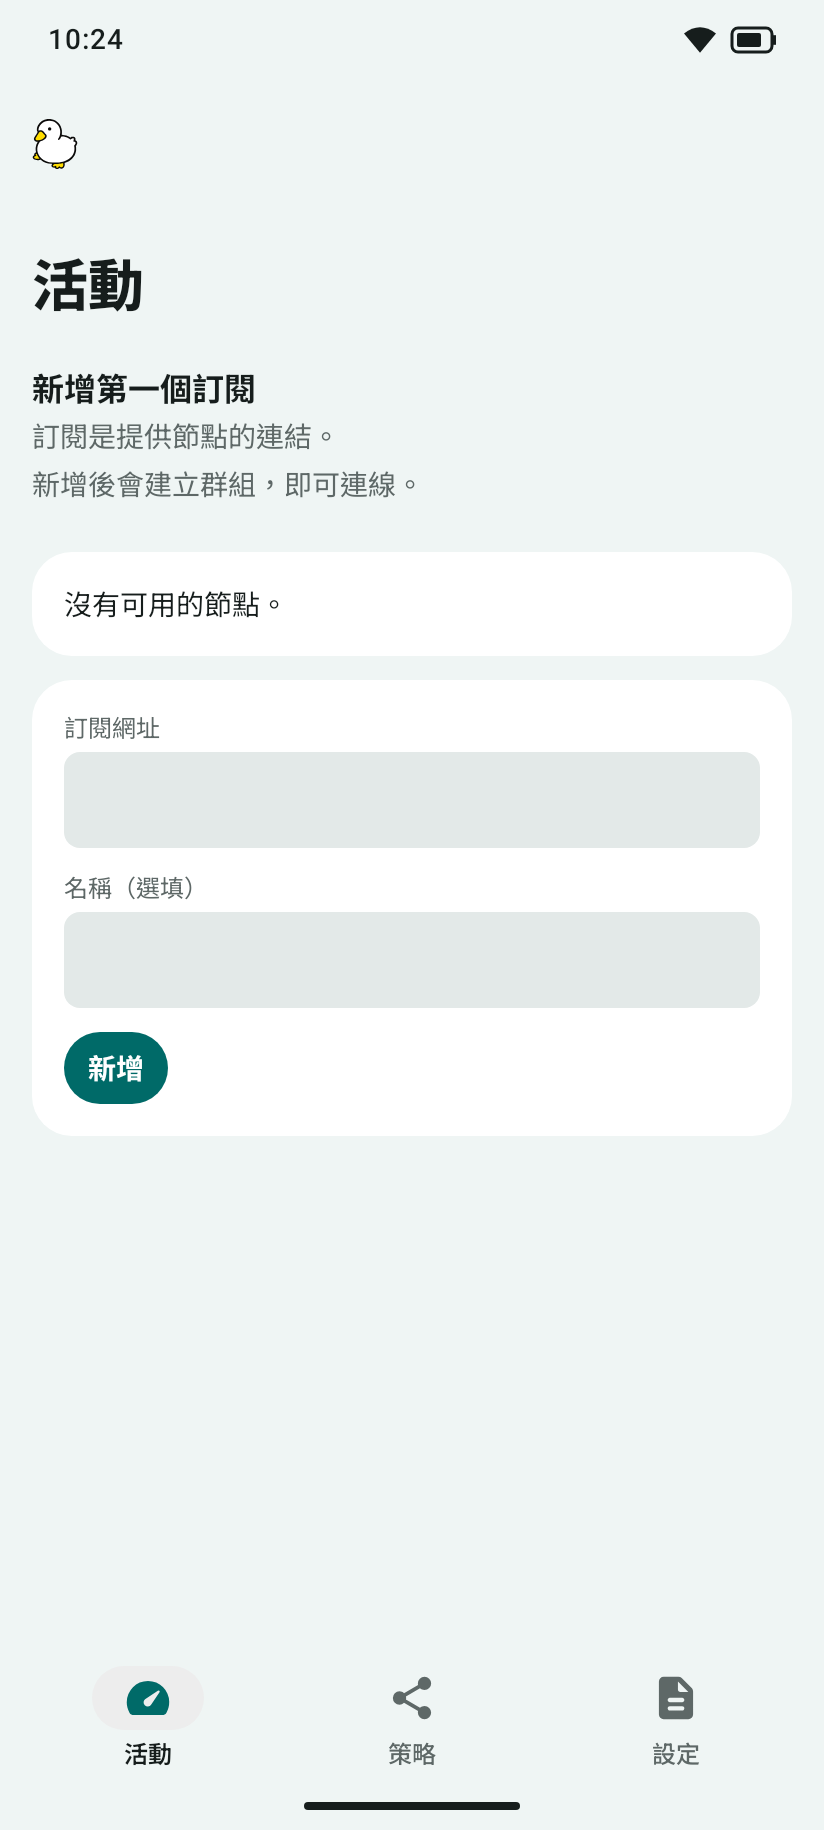 10:24
活動
新增第一個訂閱
訂閱是提供節點的連結。
新增後會建立群組，即可連線。
沒有可用的節點。
訂閱網址
名稱（選填）
新增
活動
策略
設定